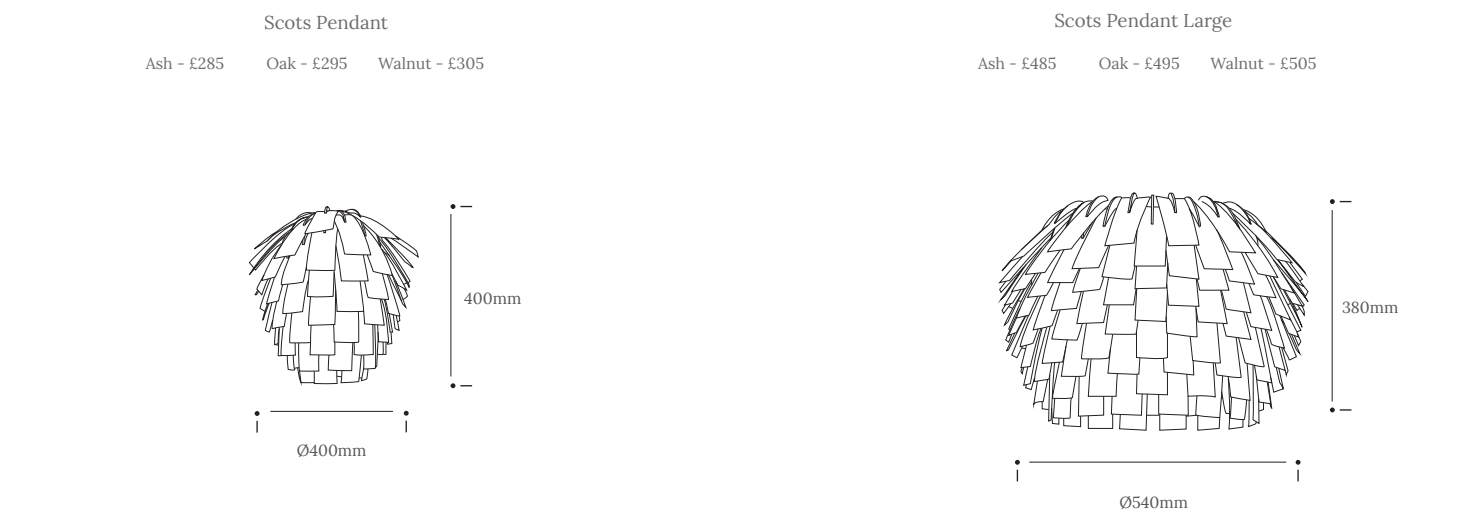 Scots Pendant
Ash - £285 Oak - £295 Walnut - £305
400mm
Ø400mm
Scots Pendant Large
Ash - £485 Oak - £495 Walnut - £505
380mm
Ø540mm